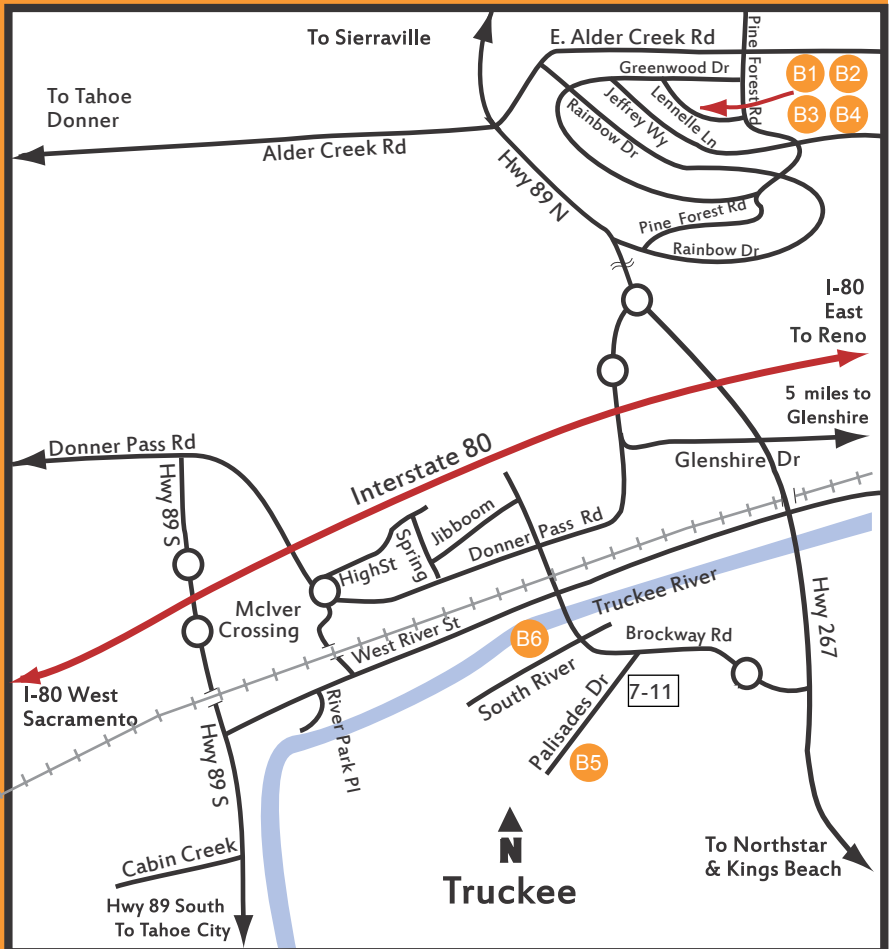 To Sierraville
E. Alder Creek Rd
Pine Forest Rd
Greenwood Dr
B1
B2
B3
B4
Lennelle Ln
Jeffrey Wy
Rainbow Dr
To Tahoe
Donner
Alder Creek Rd
Hwy 89 N
Pine Forest Rd
Rainbow Dr
I-80
East
To Reno
5 miles to
Glenshire
Glenshire Dr
Donner Pass Rd
Interstate 80
Hwy 89 S
Jibboom
Spring
HighSt
Donner Pass Rd
McIver
Crossing
West River St
Truckee River
Hwy 267
B6
Brockway Rd
South River
7-11
Palisades Dr
B5
I-80 West
Sacramento
River Park Pl
Hwy 89 S
Cabin Creek
Hwy 89 South
To Tahoe City
N
Truckee
To Northstar
& Kings Beach